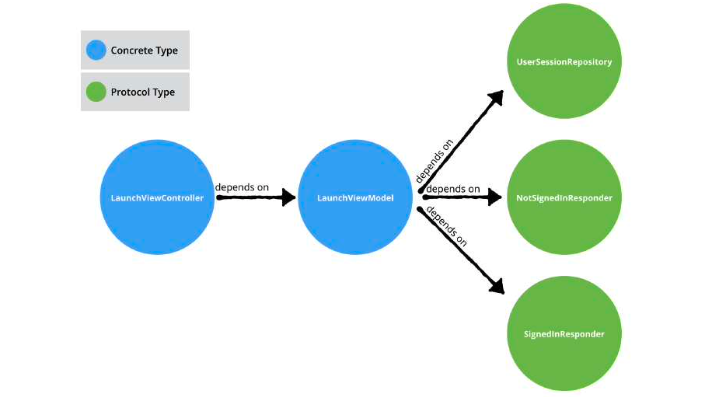 Concrete Type
Protocol Type
UserSessionRepository
depends on
LaunchViewController
depends on
LaunchViewModel
depends on
NotSignedInResponder
depends on
SignedInResponder